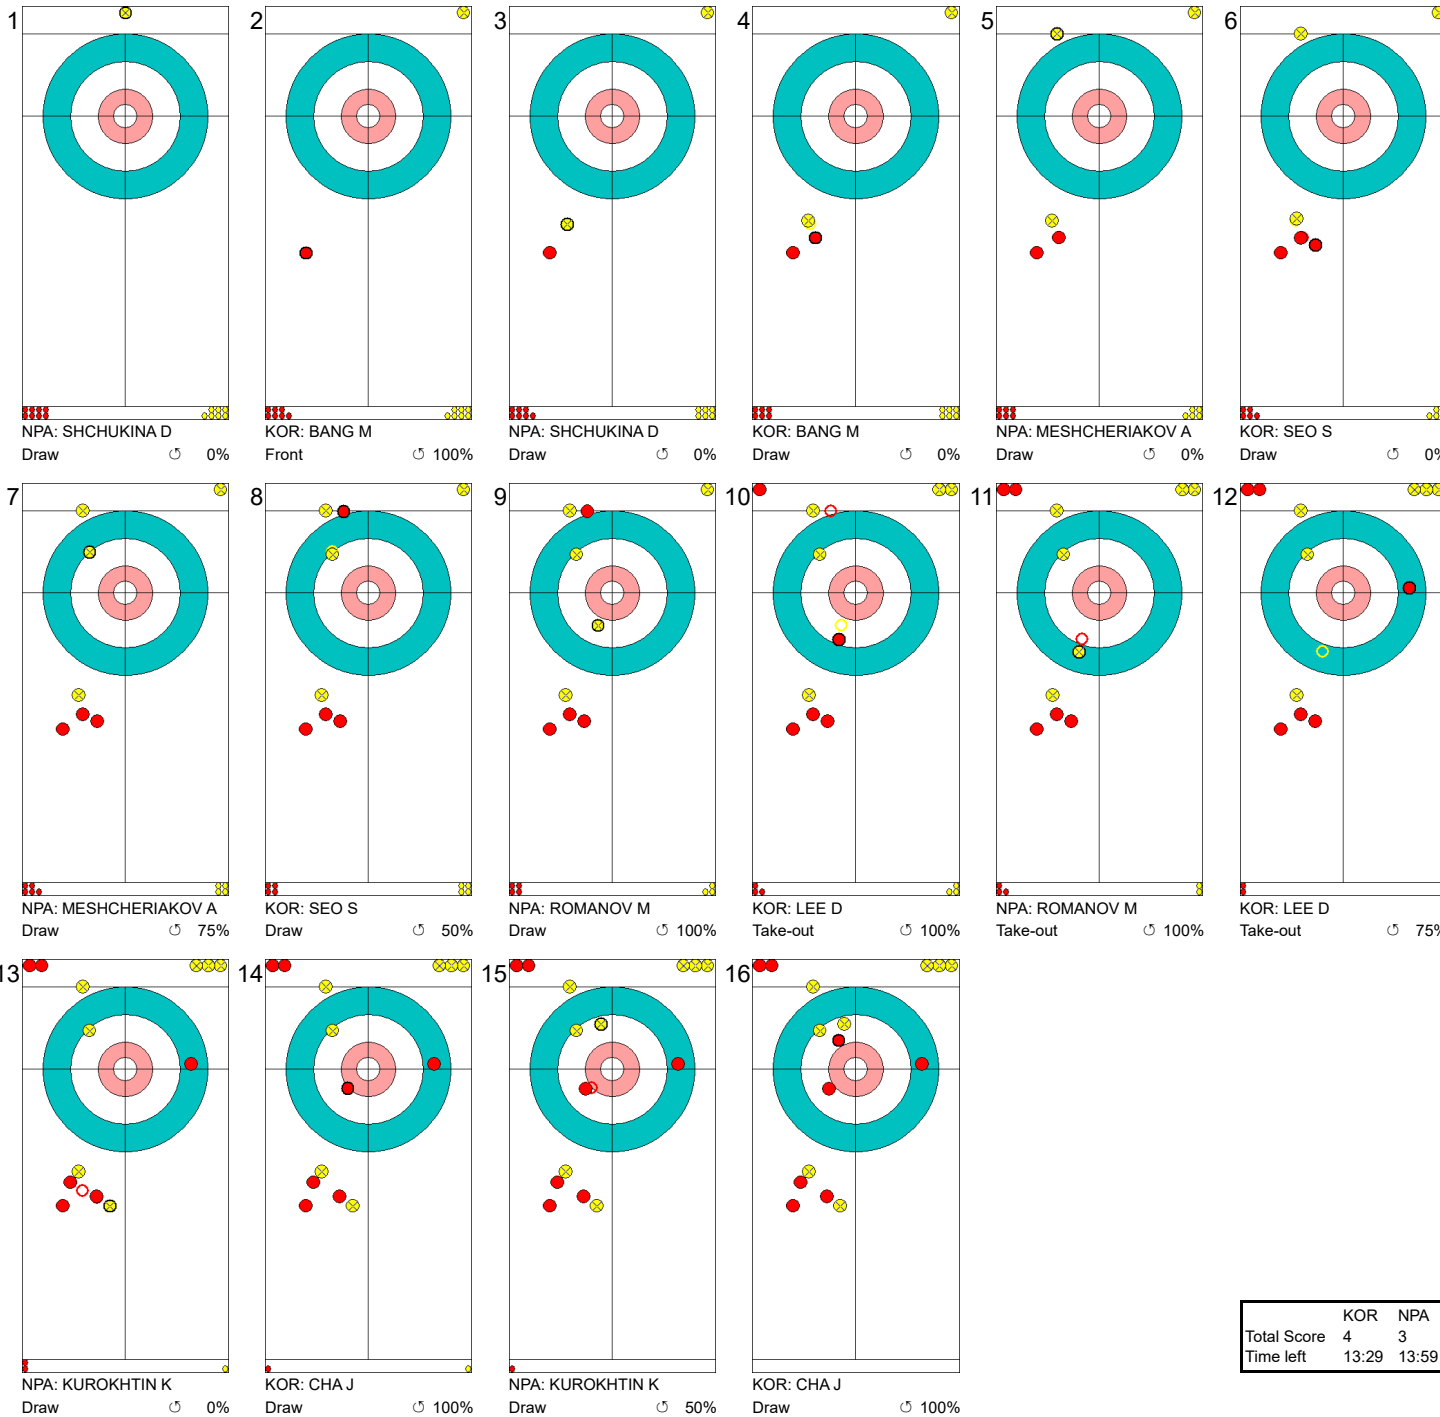 1 2 3 4 5 6
NPA: SHCHUKINA D KOR: BANG M NPA: SHCHUKINA D KOR: BANG M NPA: MESHCHERIAKOV A KOR: SEO S
Draw 0% Front 100% Draw 0% Draw 0% Draw 0% Draw 0%
7 8 9 10 11 12
NPA: MESHCHERIAKOV A KOR: SEO S NPA: ROMANOV M KOR: LEE D NPA: ROMANOV M KOR: LEE D
Draw 75% Draw 50% Draw 100% Take-out 100% Take-out 100% Take-out 75%
13 14 15 16
NPA: KUROKHTIN K KOR: CHA J NPA: KUROKHTIN K KOR: CHA J
Draw 0% Draw 100% Draw 50% Draw 100%
KOR NPA
Total Score 4 3
Time left 13:29 13:59